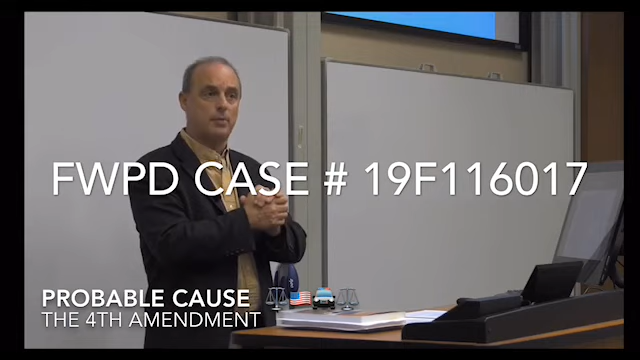 FWPD CASE # 19F116017
PROBABLE CAUSE
THE 4TH AMENDMENT